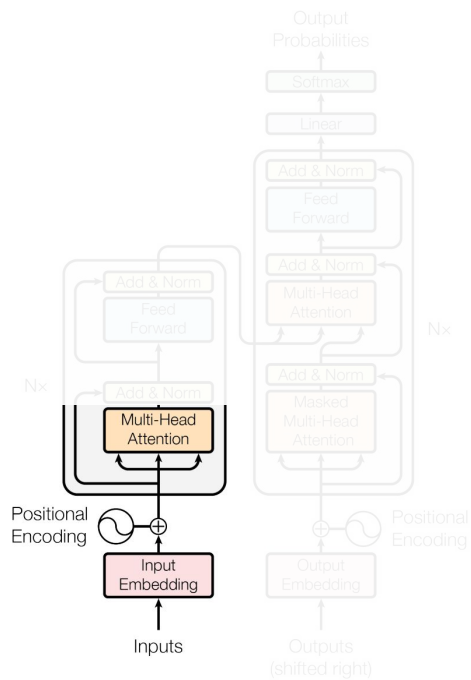 Output
Probabilities
Softmax
Linear
Add & Norm
Feed
Forward
Add & Norm
Multi-Head
Attention
Nx
Add & Norm
Masked
Multi-Head
Attention
Positional
Encoding
Output
Embedding
Outputs
(shifted right)
Add & Norm
Feed
Forward
Nx
Add & Norm
Multi-Head
Attention
Positional
Encoding
Input
Embedding
Inputs